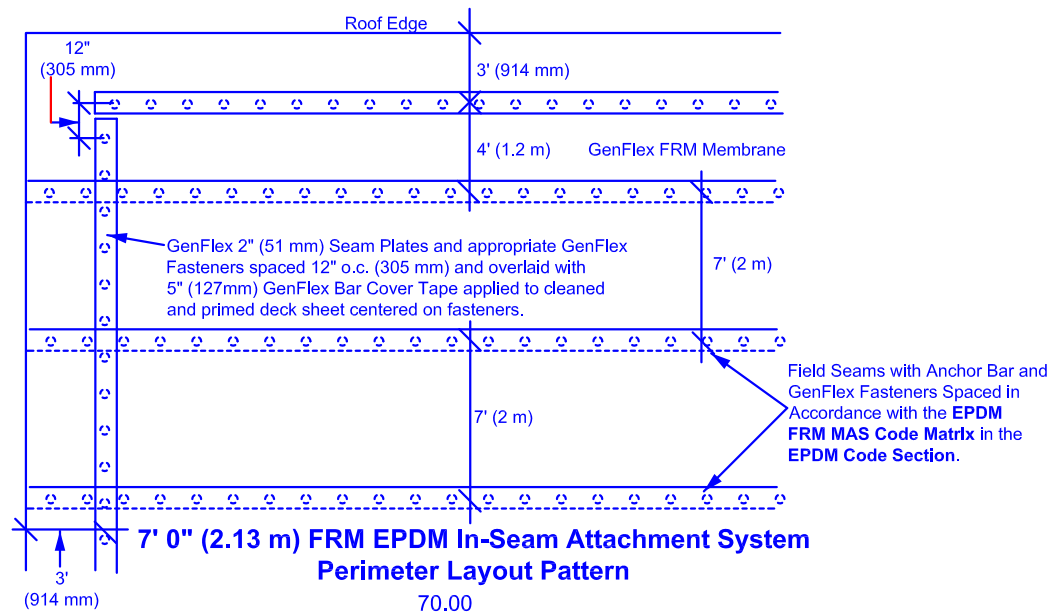 Roof Edge
12"
(305 mm)
3' (914 mm)
4' (1.2 m)
GenFlex FRM Membrane
GenFlex 2" (51 mm) Seam Plates and appropriate GenFlex
Fasteners spaced 12" o.c. (305 mm) and overlaid with
5" (127mm) GenFlex Bar Cover Tape applied to cleaned
and primed deck sheet centered on fasteners.
7' (2 m)
Field Seams with Anchor Bar and
GenFlex Fasteners Spaced in
Accordance with the EPDM
FRM MAS Code Matrix in the
EPDM Code Section.
7' (2 m)
3'
(914 mm)
7' 0" (2.13 m) FRM EPDM In-Seam Attachment System
Perimeter Layout Pattern
70.00